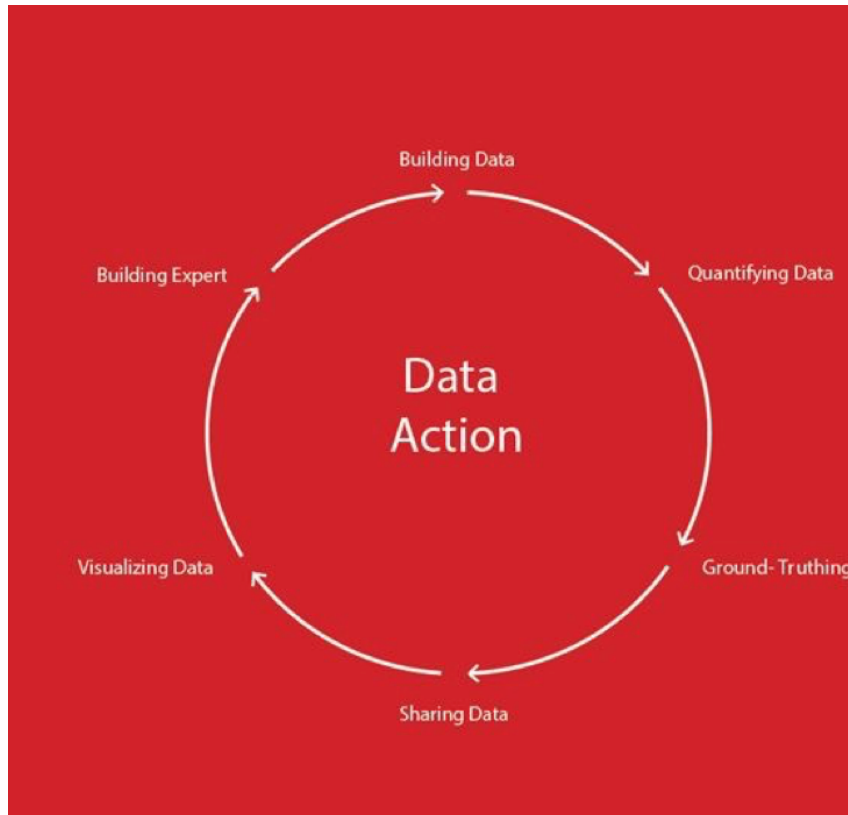 Building Data
Building Expert
Quantifying Data
Data
Action
Visualizing Data
Ground- Truthing
Sharing Data